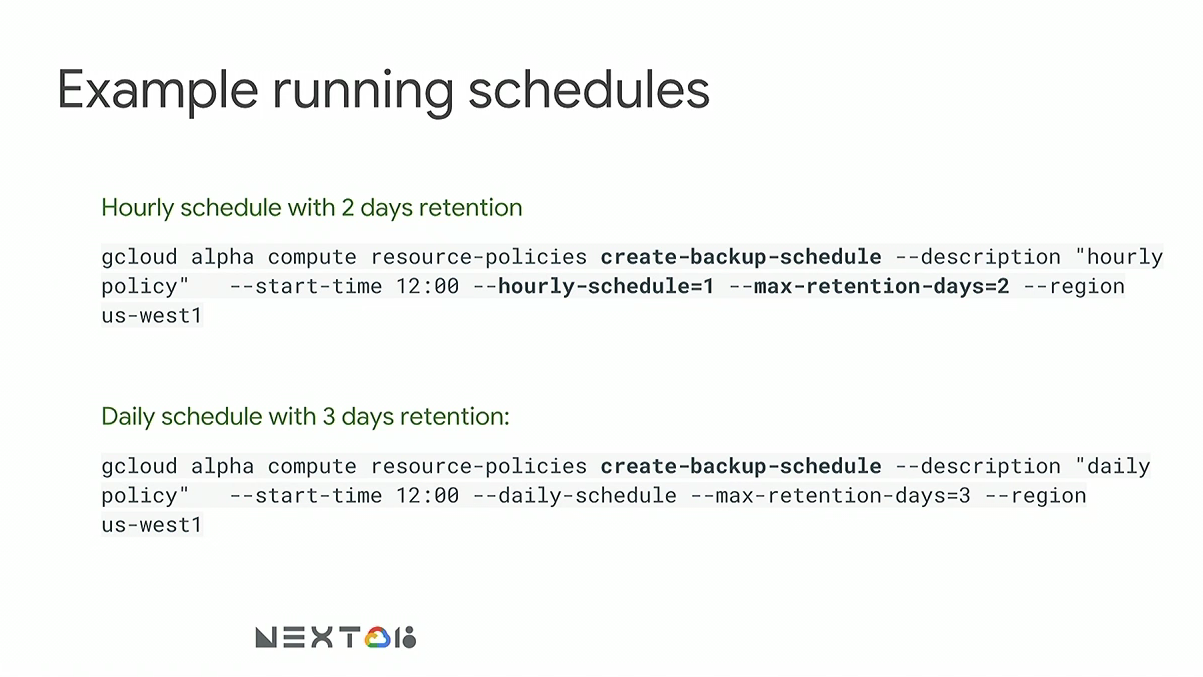 Example running schedules
Hourly schedule with 2 days retention
gcloud alpha compute resource-policies create-backup-schedule --description "hourly
policy"   --start-time 12:00 --hourly-schedule=1 --max-retention-days=2 --region
us-west1
Daily schedule with 3 days retention:
gcloud alpha compute resource-policies create-backup-schedule --description "daily
policy"   --start-time 12:00 --daily-schedule --max-retention-days=3 --region
us-west1
NEXT 18